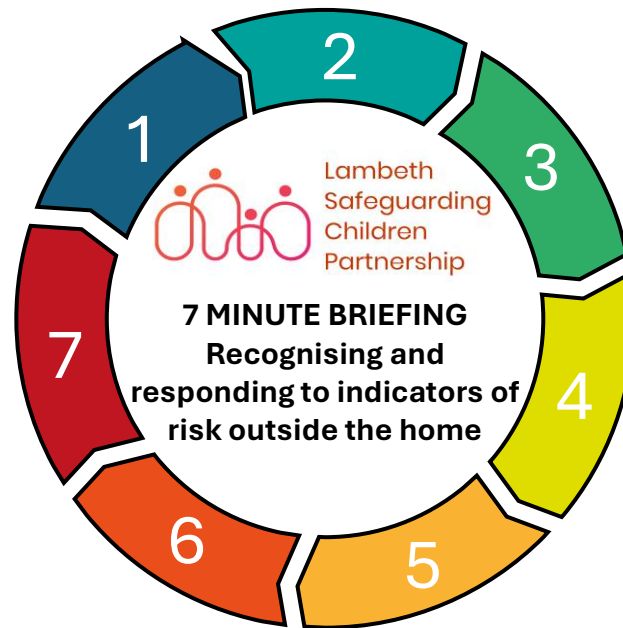 1
2
3
4
5
6
7
Lambeth
Safeguarding
Children
Partnership
7 MINUTE BRIEFING
Recognising and
responding to indicators of
risk outside the home